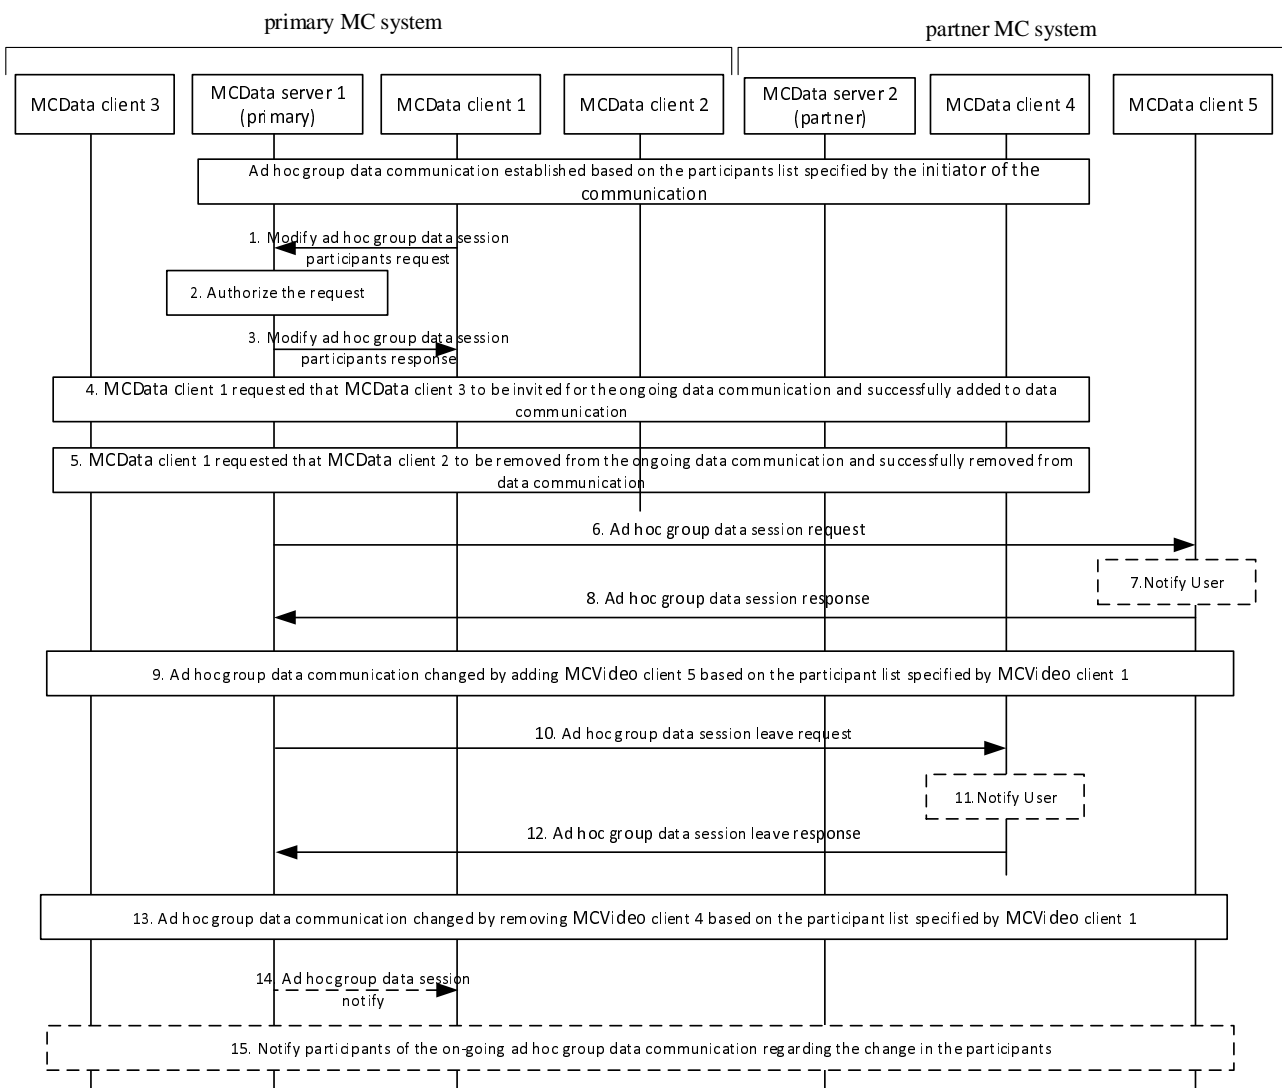 primary MC system
partner MC system
MCData client 3
MCData server 1
(primary)
MCData client 1
MCData client 2
MCData server 2
(partner)
MCData client 4
MCData client 5
Ad hoc group data communication established based on the participants list specified by the initiator of the
communication
1. Modify ad hoc group data session
participants request
2. Authorize the request
3. Modify ad hoc group data session
participants response
4. MCData client 1 requested that MCData client 3 to be invited for the ongoing data communication and successfully added to data
communication
5. MCData client 1 requested that MCData client 2 to be removed from the ongoing data communication and successfully removed from
data communication
6. Ad hoc group data session request
7.Notify User
8. Ad hoc group data session response
9. Ad hoc group data communication changed by adding MCVideo client 5 based on the participant list specified by MCVideo client 1
10. Ad hoc group data session leave request
11.Notify User
12. Ad hoc group data session leave response
13. Ad hoc group data communication changed by removing MCVideo client 4 based on the participant list specified by MCVideo client 1
14. Ad hoc group data session
notify
15. Notify participants of the on-going ad hoc group data communication regarding the change in the participants